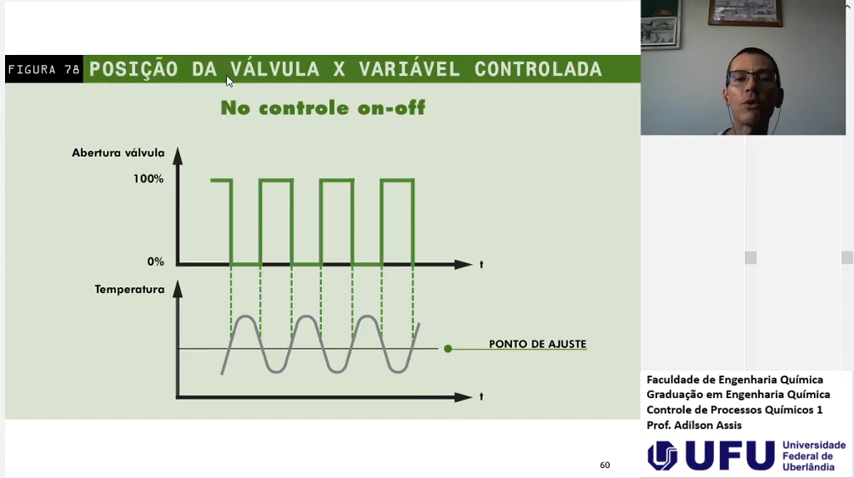 FIGURA 78
POSIÇÃO DA VÁLVULA X VARIÁVEL CONTROLADA
No controle on-off
Abertura válvula
100%
0%
t
Temperatura
PONTO DE AJUSTE
t
60
Faculdade de Engenharia Química
Graduação em Engenharia Química
Controle de Processos Químicos 1
Prof. Adilson Assis
UFU
Universidade
Federal de
Uberlândia